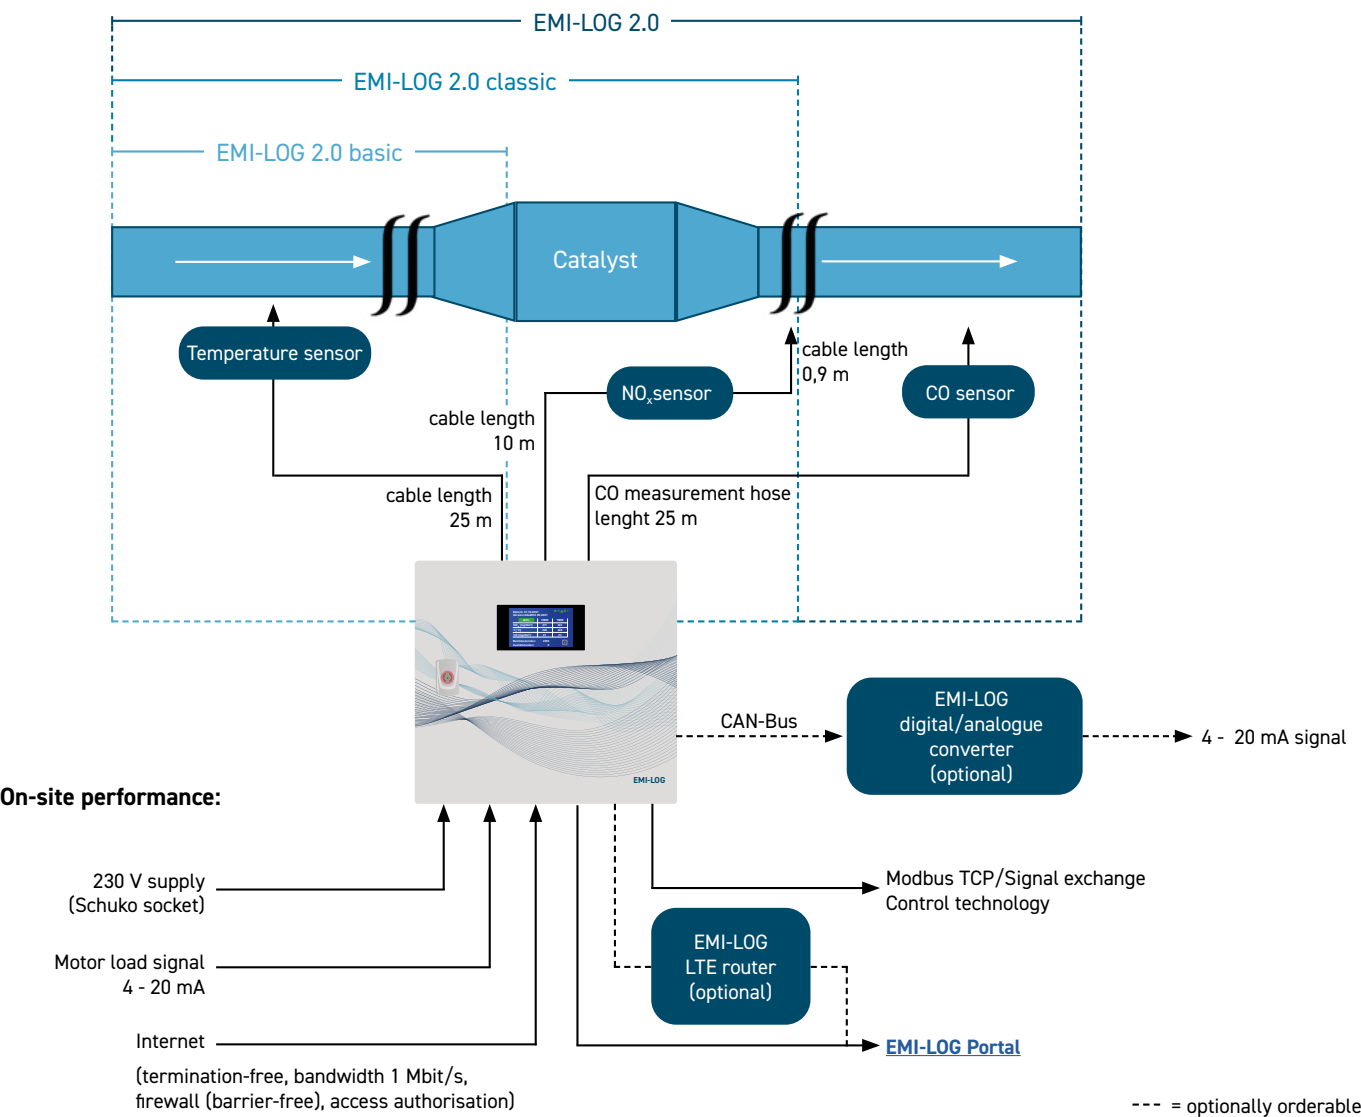 EMI-LOG 2.0
EMI-LOG 2.0 classic
EMI-LOG 2.0 basic
Catalyst
Temperature sensor
cable length
0,9 m
NOxsensor
CO sensor
cable length
10 m
cable length
25 m
CO measurement hose
lenght 25 m
EMI-LOG
CAN-Bus
EMI-LOG
digital/analogue
converter
(optional)
4 - 20 mA signal
On-site performance:
230 V supply
(Schuko socket)
Modbus TCP/Signal exchange
Control technology
Motor load signal
4 - 20 mA
EMI-LOG
LTE router
(optional)
Internet
(termination-free, bandwidth 1 Mbit/s,
firewall (barrier-free), access authorisation)
EMI-LOG Portal
--- = optionally orderable